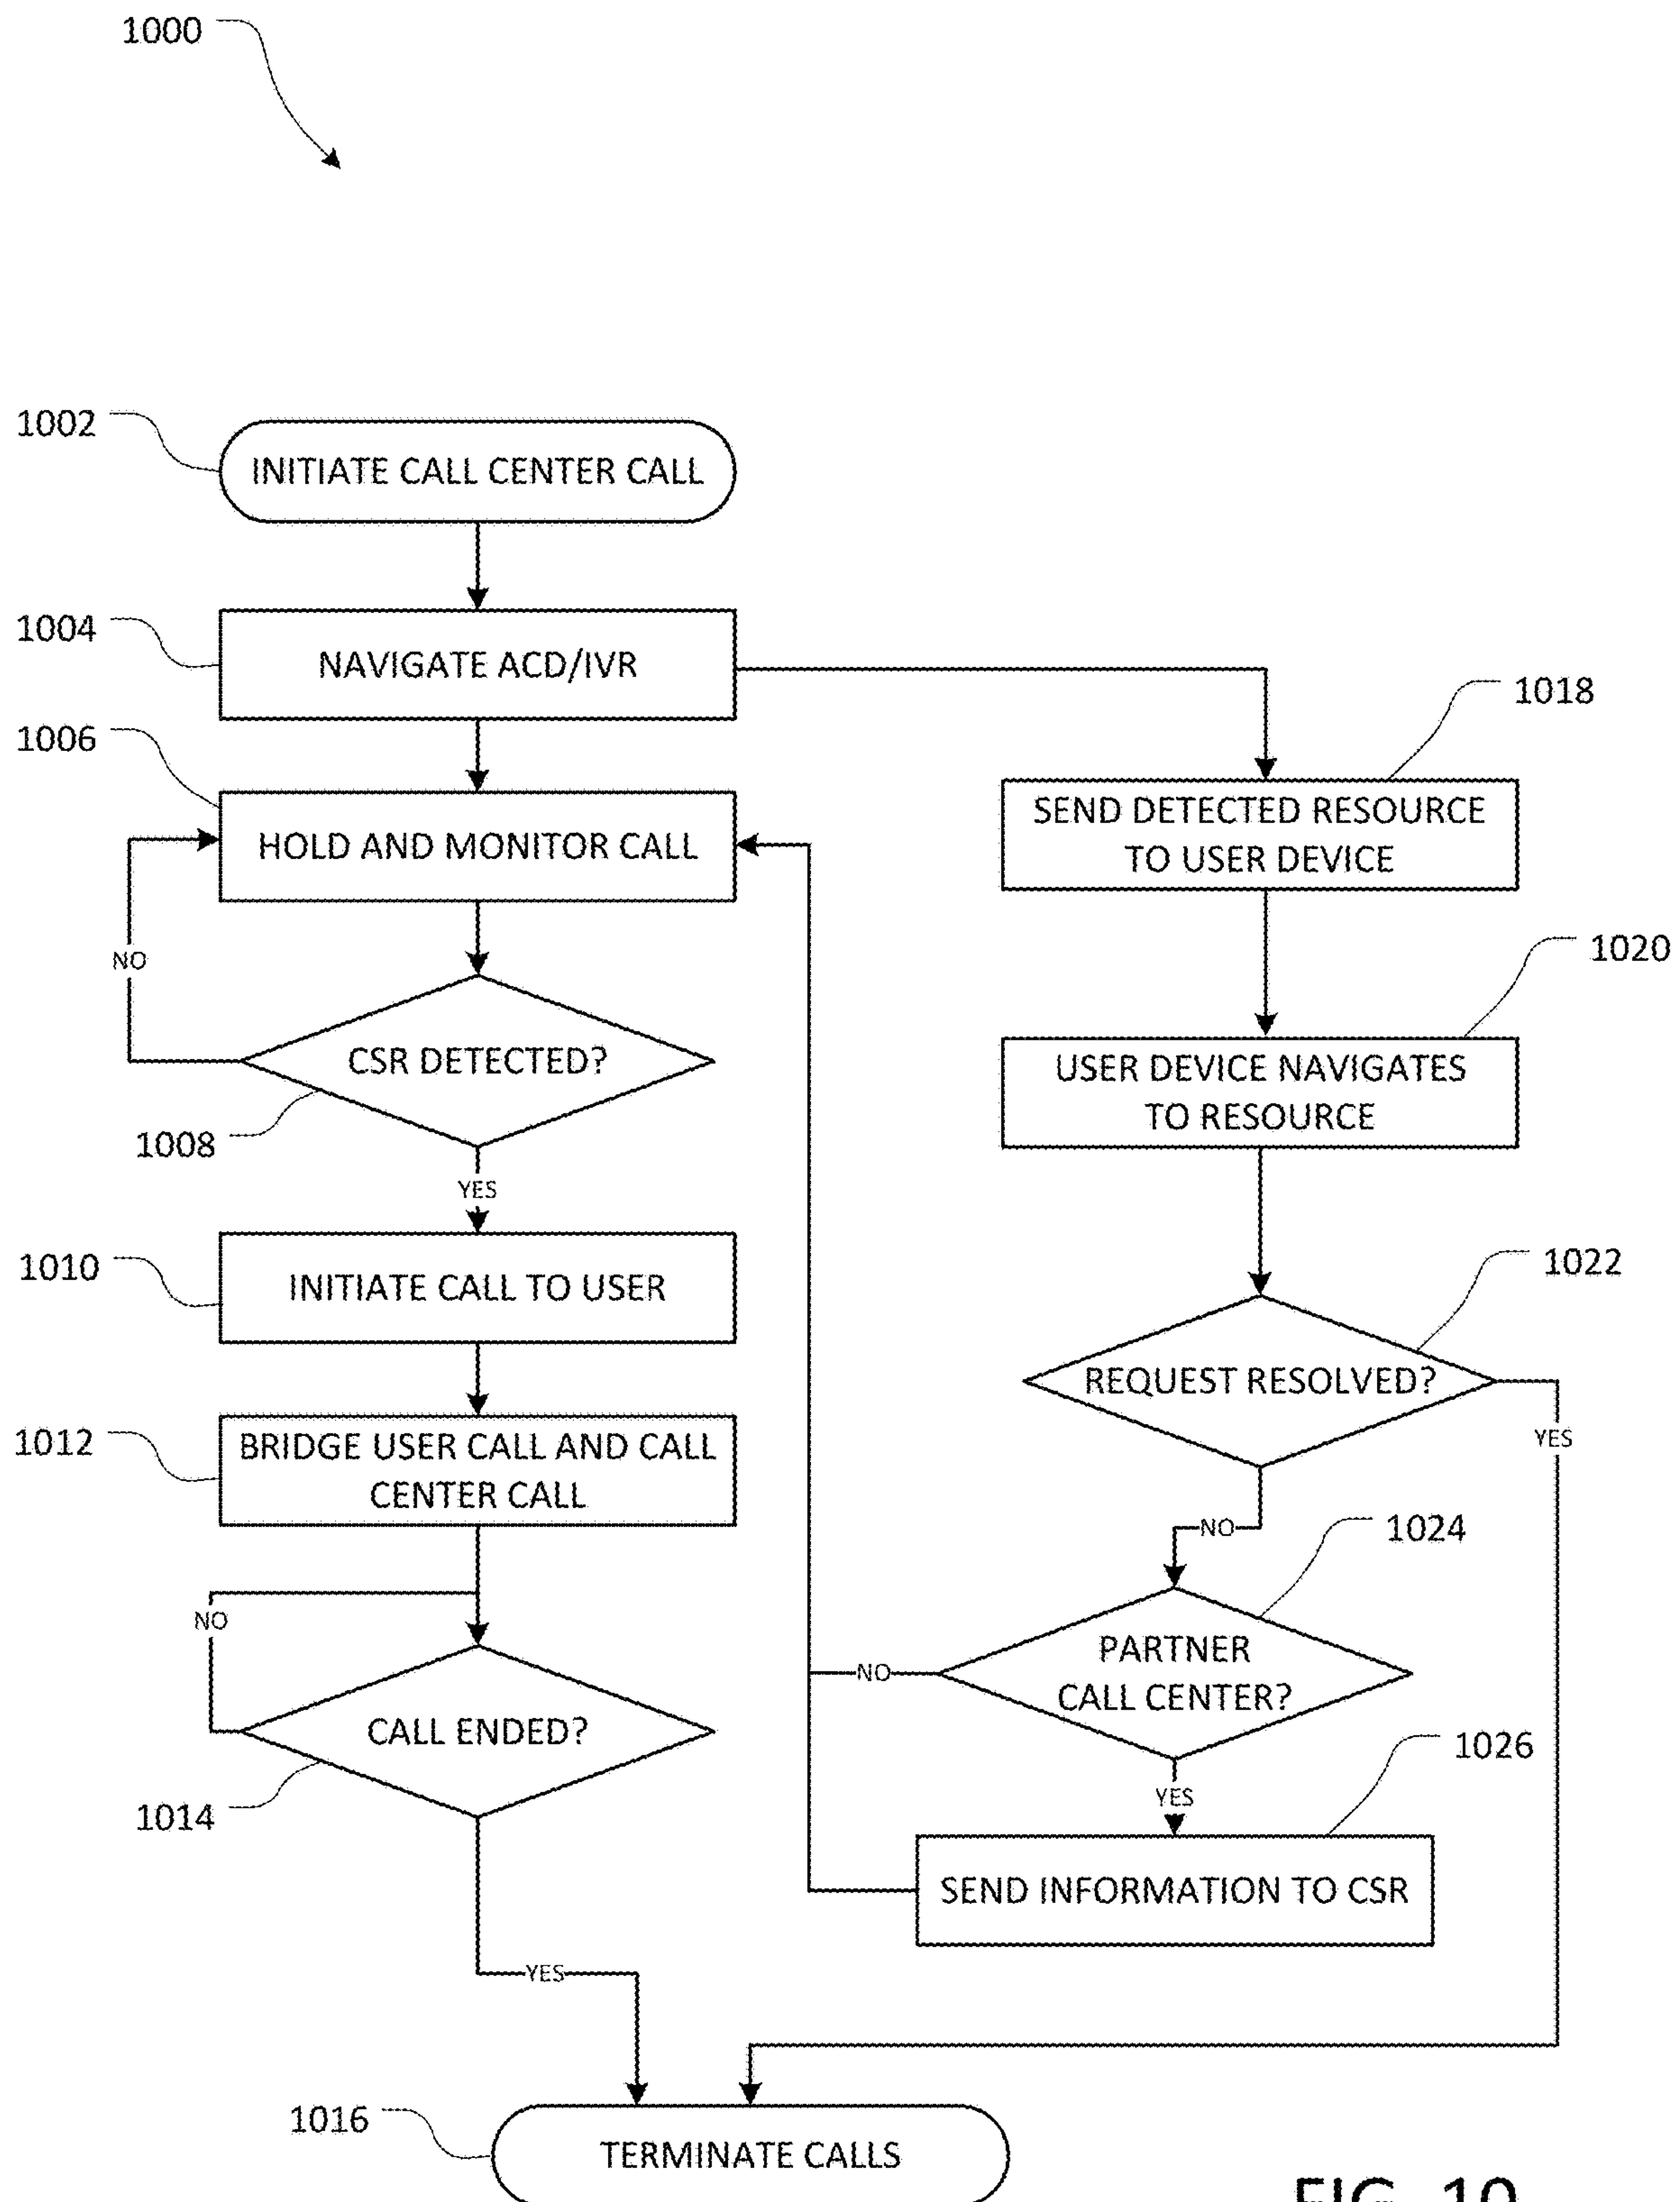 1000
1002
INITIATE CALL CENTER CALL
1004
NAVIGATE ACD/IVR
1006
HOLD AND MONITOR CALL
NO
CSR DETECTED?
1008
YES
1010
INITIATE CALL TO USER
1012
BRIDGE USER CALL AND CALL
CENTER CALL
NO
CALL ENDED?
1014
YES
1016
TERMINATE CALLS
1018
SEND DETECTED RESOURCE
TO USER DEVICE
1020
USER DEVICE NAVIGATES
TO RESOURCE
1022
REQUEST RESOLVED?
YES
NO
1024
PARTNER
CALL CENTER?
NO
YES
1026
SEND INFORMATION TO CSR
FIG. 10